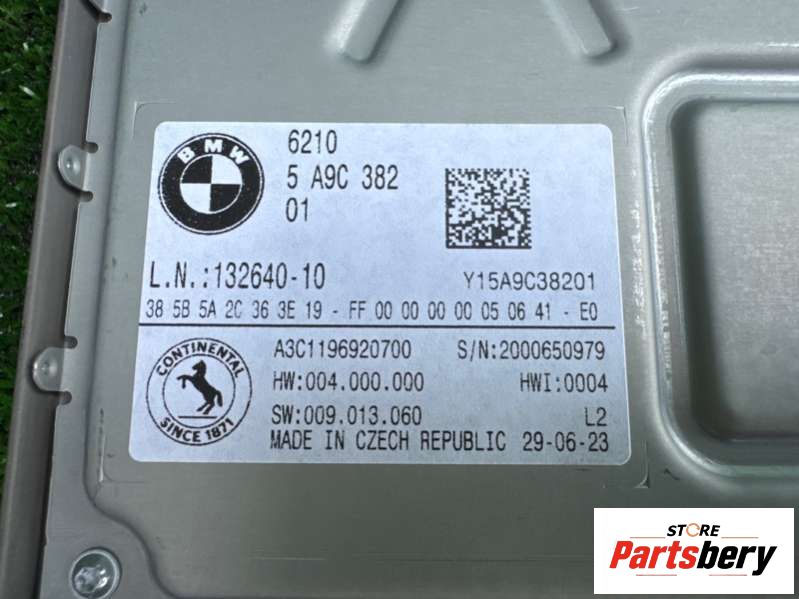 BMW
6210
5 A9C 382
01
L.N.:132640-10
Y15A9C38201
38 5B 5A 2C 36 3E 19 - FF 00 00 00 00 05 06 41 - E0
CONTINENTAL
SINCE 1871
A3C1196920700 S/N:2000650979
HW:004.000.000 HWI:0004
SW:009.013.060 L2
MADE IN CZECH REPUBLIC 29-06-23
STORE
Partsbery